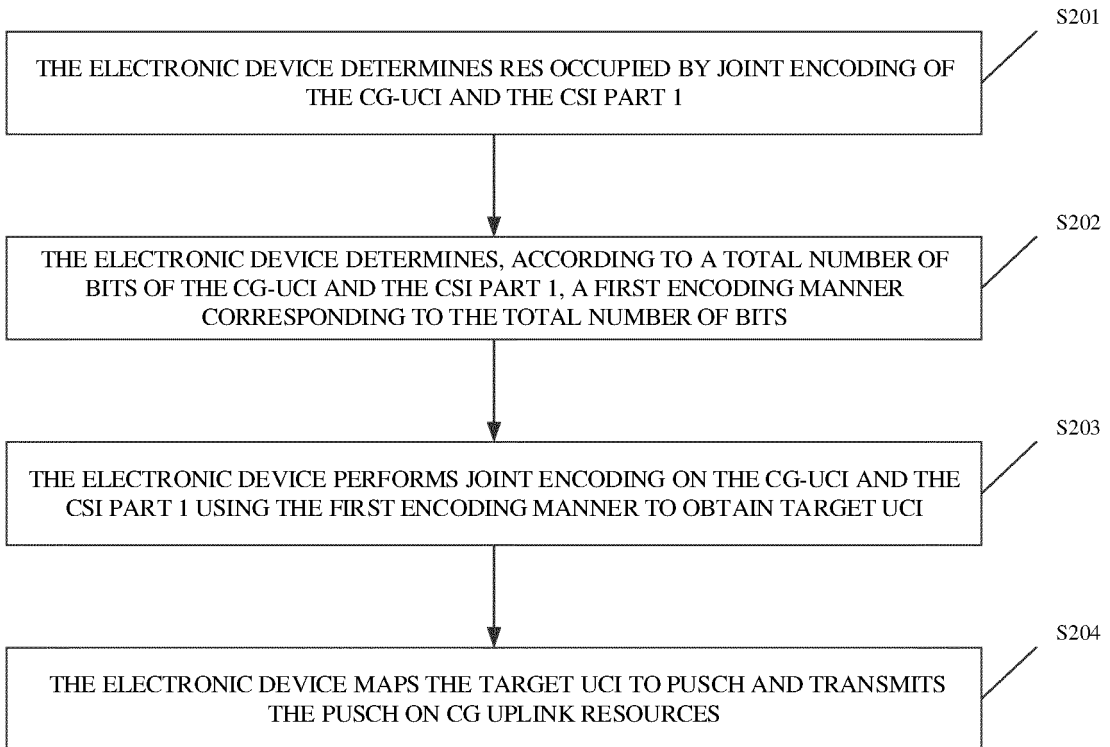 S201
THE ELECTRONIC DEVICE DETERMINES RES OCCUPIED BY JOINT ENCODING OF
THE CG-UCI AND THE CSI PART 1
S202
THE ELECTRONIC DEVICE DETERMINES, ACCORDING TO A TOTAL NUMBER OF
BITS OF THE CG-UCI AND THE CSI PART 1, A FIRST ENCODING MANNER
CORRESPONDING TO THE TOTAL NUMBER OF BITS
S203
THE ELECTRONIC DEVICE PERFORMS JOINT ENCODING ON THE CG-UCI AND THE
CSI PART 1 USING THE FIRST ENCODING MANNER TO OBTAIN TARGET UCI
S204
THE ELECTRONIC DEVICE MAPS THE TARGET UCI TO PUSCH AND TRANSMITS
THE PUSCH ON CG UPLINK RESOURCES